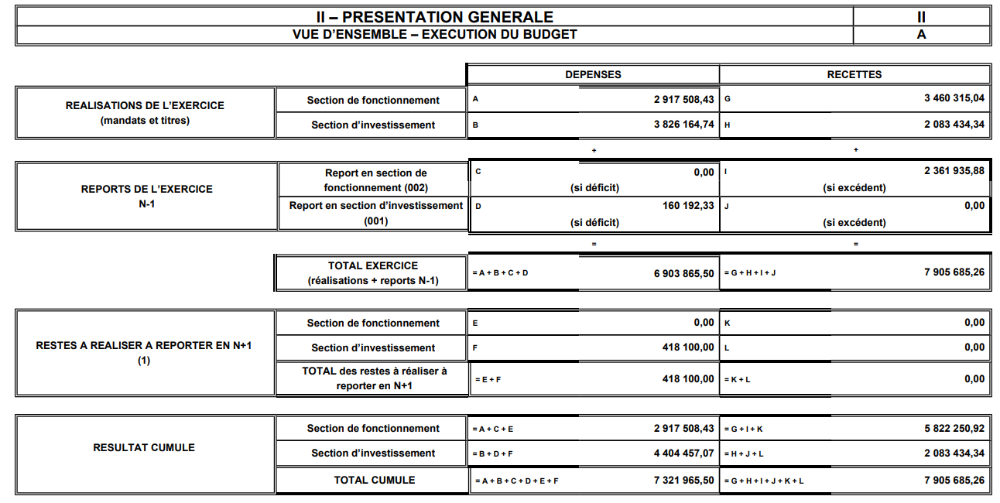 II – PRESENTATION GENERALE II
VUE D’ENSEMBLE – EXECUTION DU BUDGET A
DEPENSES RECETTES
REALISATIONS DE L’EXERCICE
(mandats et titres)
Section de fonctionnement A 2 917 508,43 G 3 460 315,04
Section d’investissement B 3 826 164,74 H 2 083 434,34
+ +
REPORTS DE L’EXERCICE
N-1
Report en section de
fonctionnement (002)
C 0,00 I 2 361 935,88
(si déficit) (si excédent)
Report en section d’investissement
(001)
D 160 192,33 J 0,00
(si déficit) (si excédent)
= =
TOTAL EXERCICE
(réalisations + reports N-1)
= A + B + C + D 6 903 865,50 = G + H + I + J 7 905 685,26
RESTES A REALISER A REPORTER EN N+1
(1)
Section de fonctionnement E 0,00 K 0,00
Section d’investissement F 418 100,00 L 0,00
TOTAL des restes à réaliser à
reporter en N+1
= E + F 418 100,00 = K + L 0,00
RESULTAT CUMULE
Section de fonctionnement = A + C + E 2 917 508,43 = G + I + K 5 822 250,92
Section d’investissement = B + D + F 4 404 457,07 = H + J + L 2 083 434,34
TOTAL CUMULE = A + B + C + D + E + F 7 321 965,50 = G + H + I + J + K + L 7 905 685,26